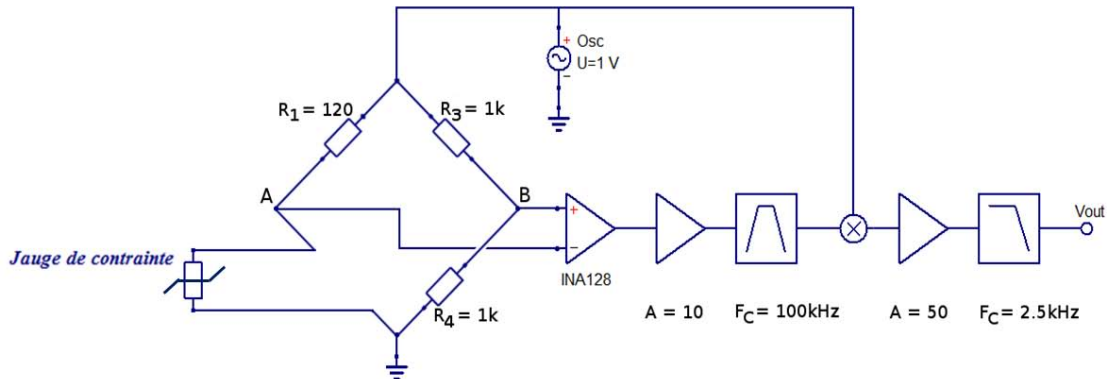 Osc
U=1 V
R1= 120
R3= 1k
A
B
Vout
Jauge de contrainte
INA128
R4= 1k
A = 10
FC= 100kHz
A = 50
FC= 2.5kHz